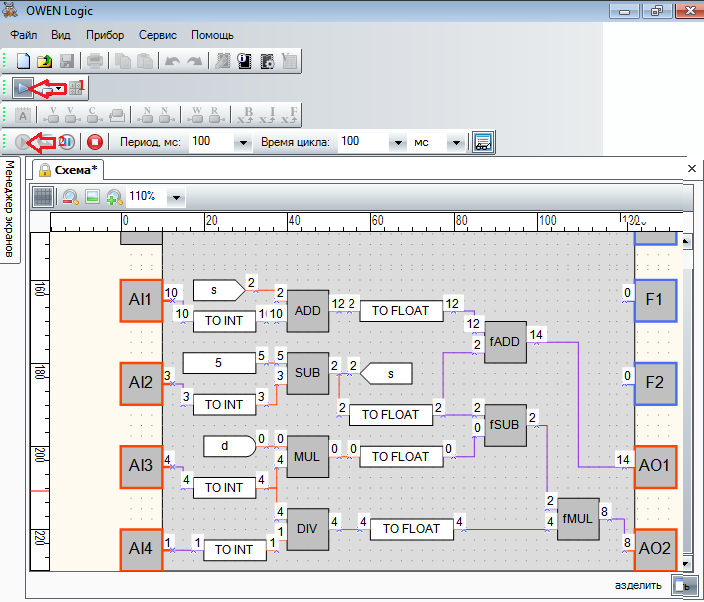 OWEN Logic
Файл Вид Прибор Сервис Помощь
1
A V V C N N W R B X I X F X
2 Период, мс: 100 Время цикла: 100 мс
Менеджер экранов
Схема*
110%
0 20 40 60 80 100 120
160
180
200
220
AI1 10 s 2 2 ADD 12 2 TO FLOAT 12 0 F1
10 TO INT 10 10
12 fADD 14
2
AI2 3 5 5 5 SUB 2 2 s 0 F2
3 TO INT 3 3
2 TO FLOAT 2 2 fSUB 2
0
AI3 4 d 0 0 MUL 0 0 TO FLOAT 0 14 AO1
4 TO INT 4 4
4 DIV 4 4 TO FLOAT 4 2 fMUL 8
4
AI4 1 1 TO INT 1 1 8 AO2
азделить